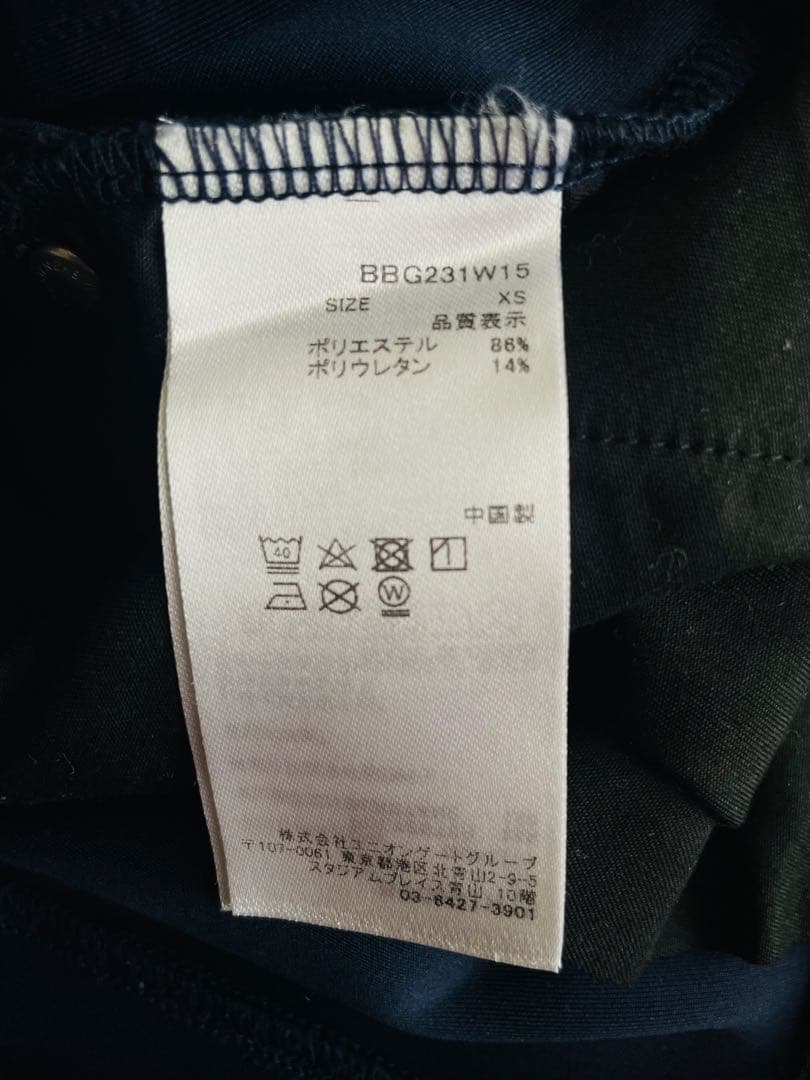 BBG231W15
SIZE XS
品質表示
ポリエステル 86%
ポリウレタン 14%
中国製
40
W
株式会社ユニオンゲートグループ
〒107-0061 東京都港区北青山2-9-5
スタジアムプレイス青山 10階
03-6427-3901